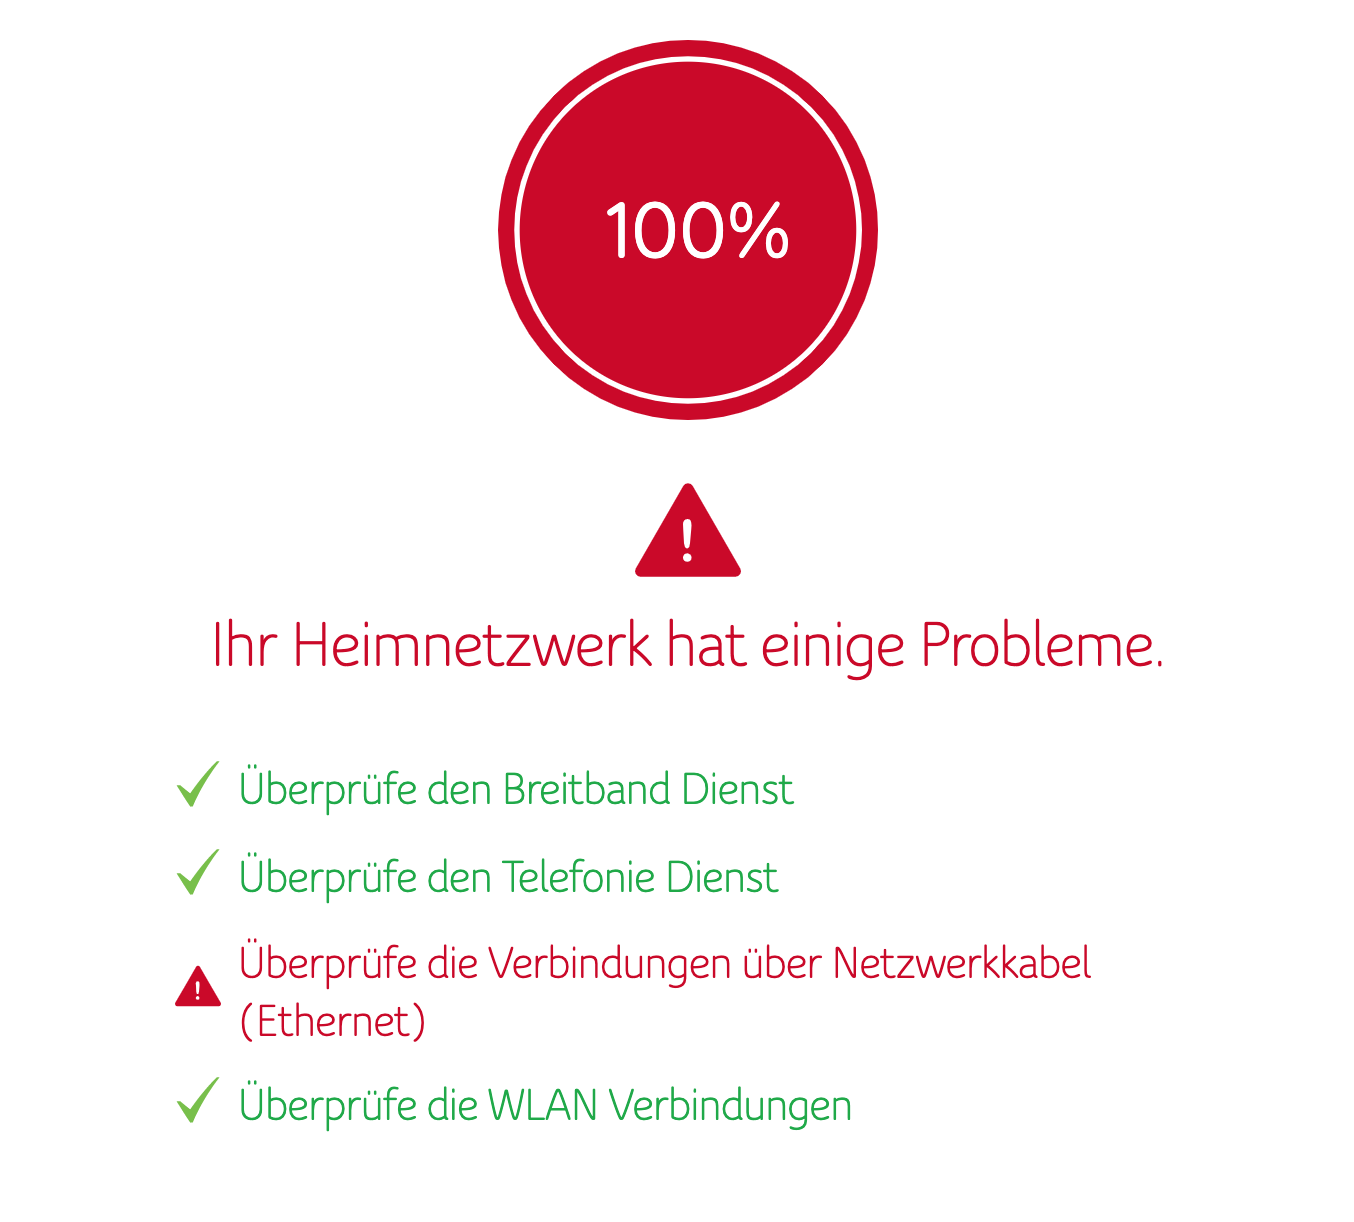 100%
Ihr Heimnetzwerk hat einige Probleme.
Überprüfe den Breitband Dienst
Überprüfe den Telefonie Dienst
Überprüfe die Verbindungen über Netzwerkkabel
(Ethernet)
Überprüfe die WLAN Verbindungen